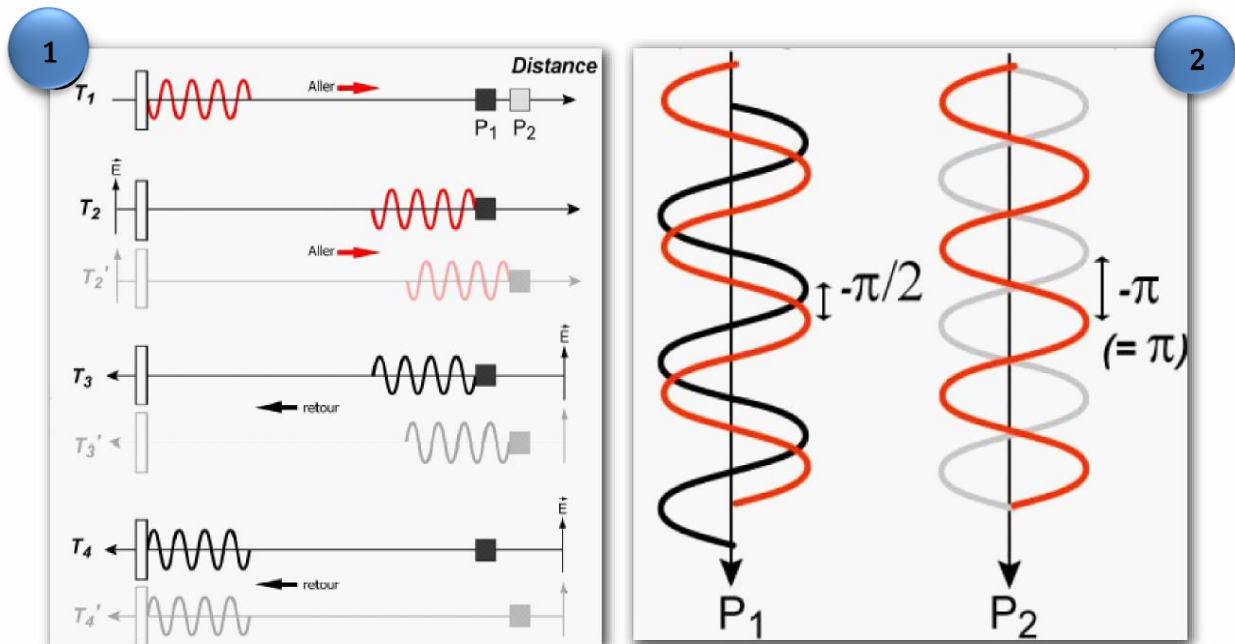 1
Distance
T1
Aller
P1 P2
E
T2
Aller
T2'
E
T3
retour
T3'
E
T4
retour
T4'
2
-π/2
-π
(= π)
P1
P2